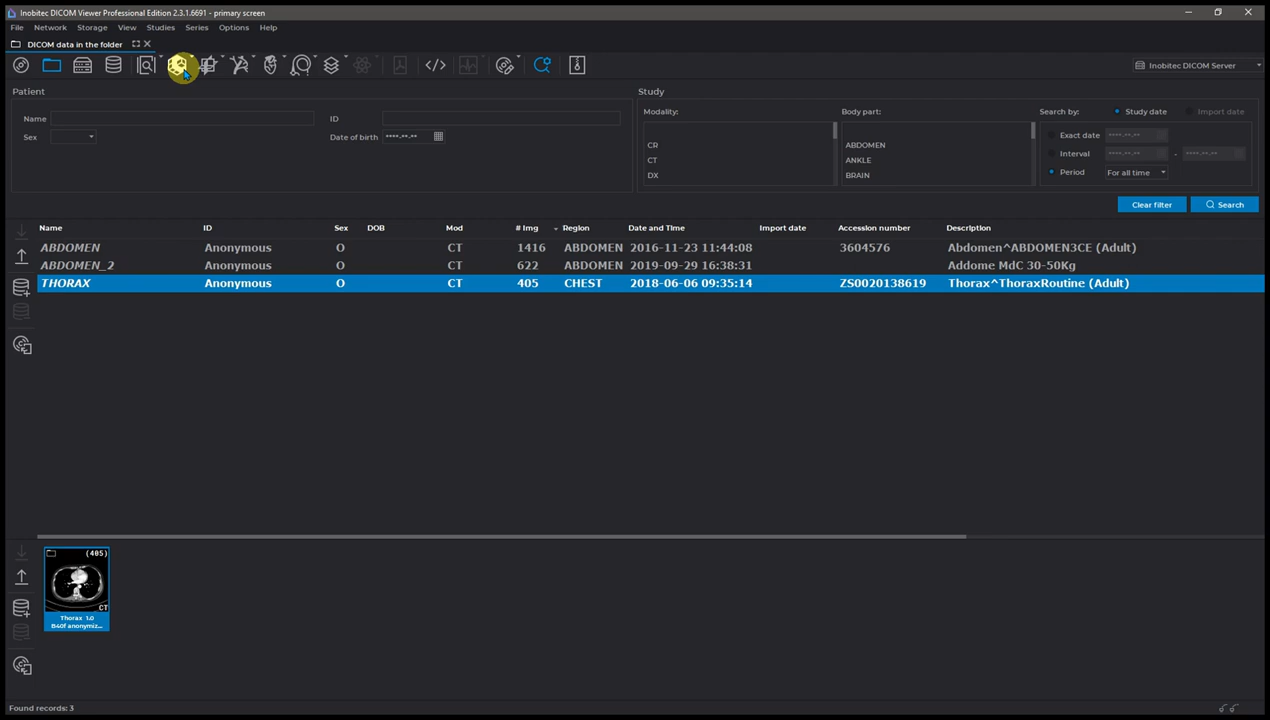 Inobitec DICOM Viewer Professional Edition 2.3.1.6691 - primary screen
File Network Storage View Studies Series Options Help
DICOM data in the folder
Inobitec DICOM Server
Patient
Name
ID
Sex
Date of birth ****-**-**
Study
Modality:
CR
CT
DX
Body part:
ABDOMEN
ANKLE
BRAIN
Search by: Study date Import date
Exact date ****-**-**
Interval ****-**-** - ****-**-**
Period For all time
Clear filter Search
Name ID Sex DOB Mod # Img Region Date and Time Import date Accession number Description
ABDOMEN Anonymous O CT 1416 ABDOMEN 2016-11-23 11:44:08 3604576 Abdomen^ABDOMEN3CE (Adult)
ABDOMEN_2 Anonymous O CT 622 ABDOMEN 2019-09-29 16:38:31 Addome MdC 30-50Kg
THORAX Anonymous O CT 405 CHEST 2018-06-06 09:35:14 ZS0020138619 Thorax^ThoraxRoutine (Adult)
(405)
CT
Thorax 1.0
B40f anonymiz...
Found records: 3